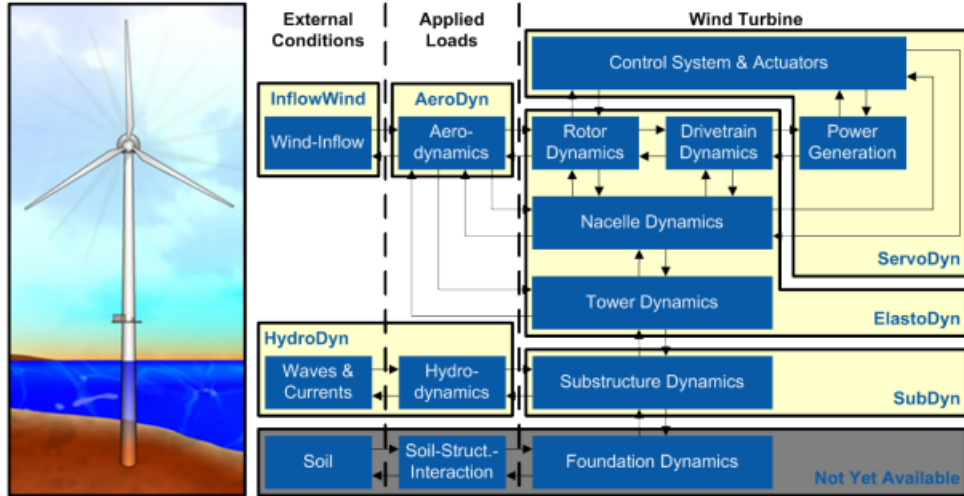 External
Conditions
Applied
Loads
Wind Turbine
Control System & Actuators
InflowWind
AeroDyn
Wind-Inflow
Aero-
dynamics
Rotor
Dynamics
Drivetrain
Dynamics
Power
Generation
Nacelle Dynamics
ServoDyn
Tower Dynamics
ElastoDyn
HydroDyn
Waves &
Currents
Hydro-
dynamics
Substructure Dynamics
SubDyn
Soil
Soil-Struct.-
Interaction
Foundation Dynamics
Not Yet Available